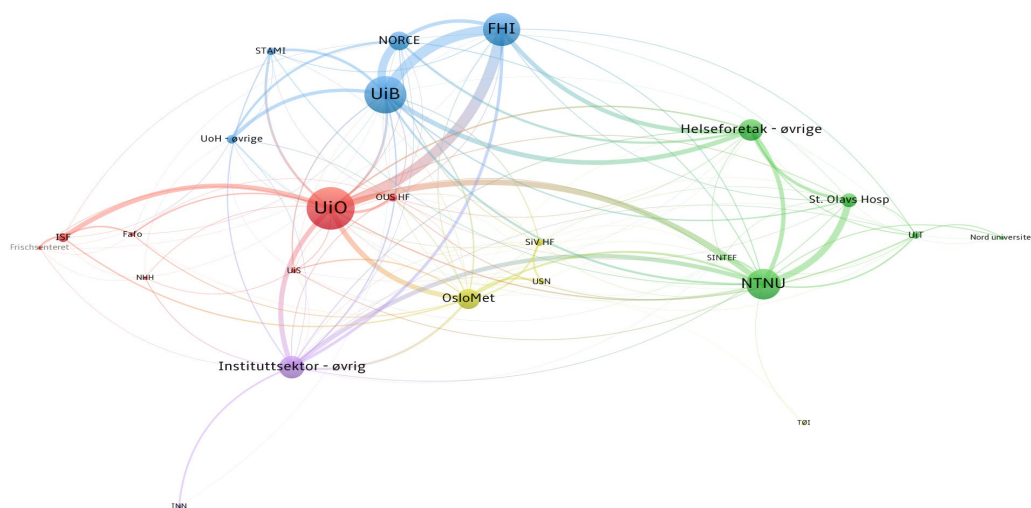 FHI
NORCE
STAMI
UiB
Helseforetak - øvrige
UoH - øvrige
OUS HF
St. Olavs Hosp
UiO
Fafo
ISF
UiT
Nord universite
Frischsenteret
SiV HF
SINTEF
UiS
NHH
USN
NTNU
OsloMet
Instituttsektor - øvrig
TØI
INN